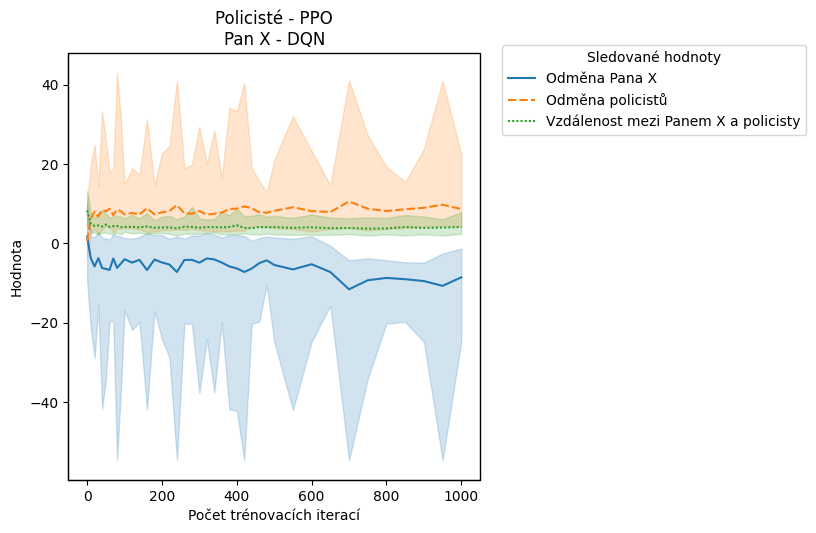 Policisté - PPO
Pan X - DQN
Sledované hodnoty
Odměna Pana X
Odměna policistů
Vzdálenost mezi Panem X a policisty
Hodnota
40
20
0
−20
−40
0 200 400 600 800 1000
Počet trénovacích iterací